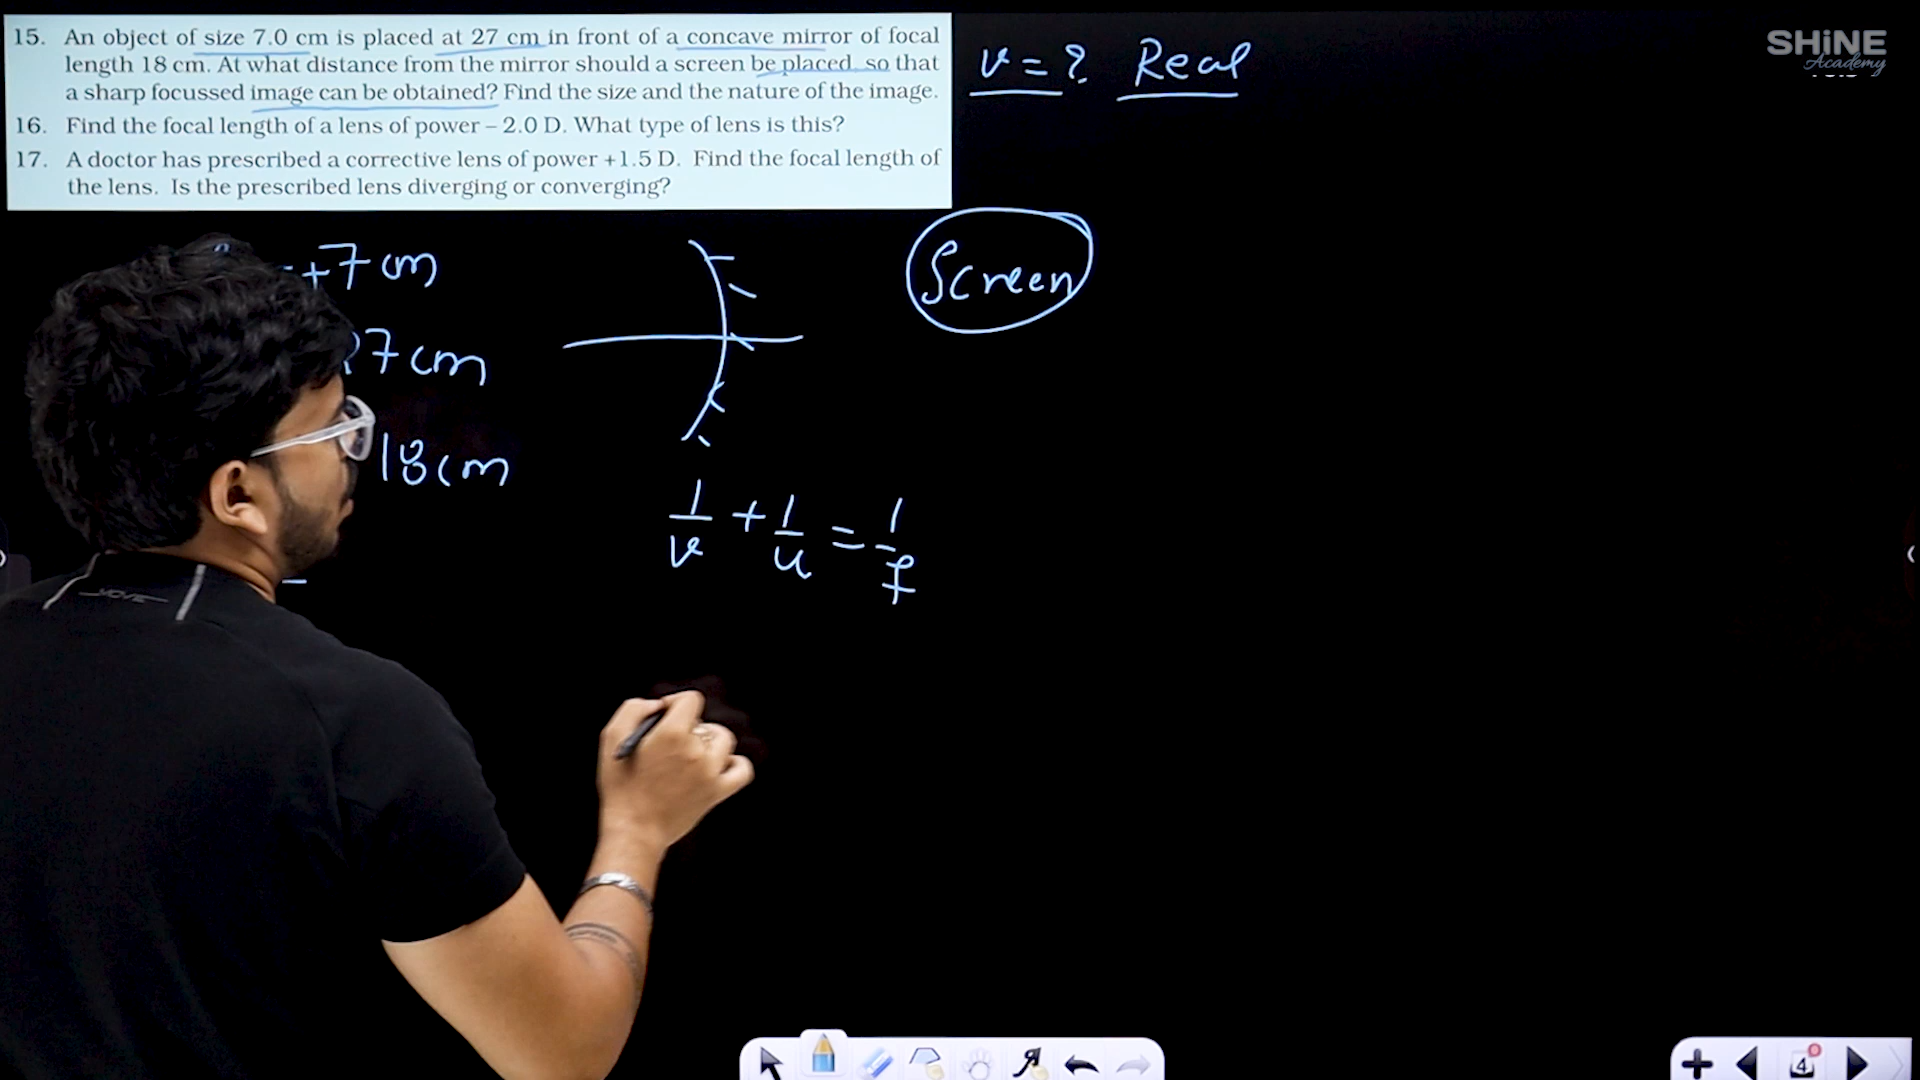 15. An object of size 7.0 cm is placed at 27 cm in front of a concave mirror of focal
length 18 cm. At what distance from the mirror should a screen be placed, so that
a sharp focussed image can be obtained? Find the size and the nature of the image.
16. Find the focal length of a lens of power – 2.0 D. What type of lens is this?
17. A doctor has prescribed a corrective lens of power +1.5 D. Find the focal length of
the lens. Is the prescribed lens diverging or converging?
v = ? Real
SHiNE
Academy
+7 cm
Screen
27 cm
18 cm
1/v + 1/u = 1/f
4